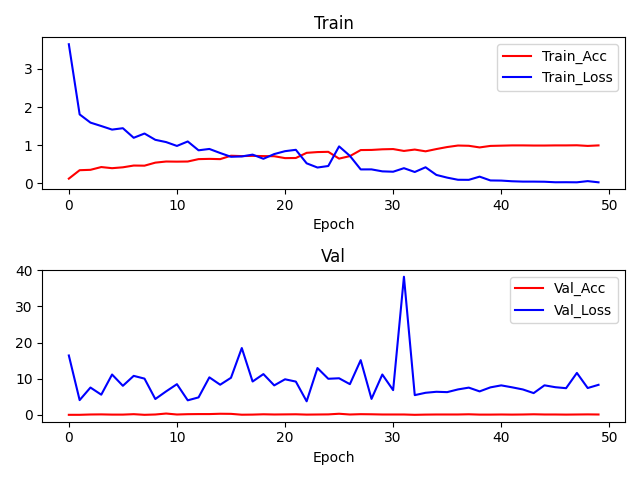 Train
3
2
1
0
Train_Acc
Train_Loss
0 10 20 30 40 50
Epoch
Val
40
30
20
10
0
Val_Acc
Val_Loss
0 10 20 30 40 50
Epoch